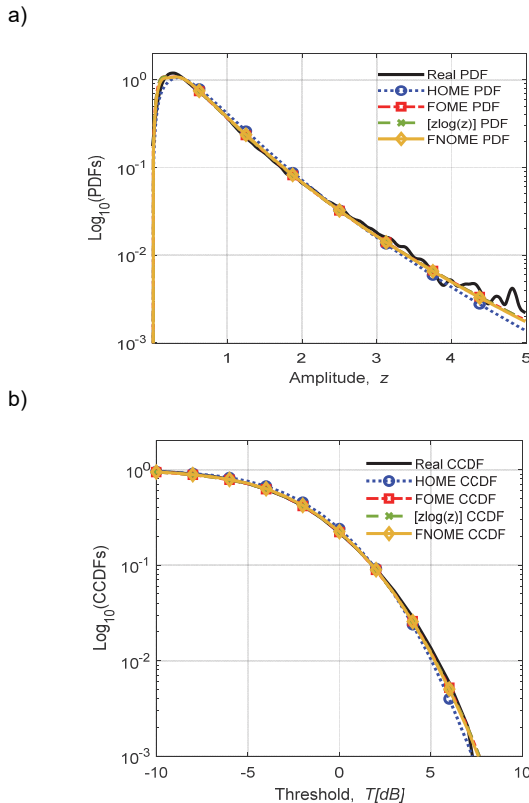 a)
10^0
10^-1
10^-2
10^-3
Log10(PDFs)
Real PDF
HOME PDF
FOME PDF
[zlog(z)] PDF
FNOME PDF
1 2 3 4 5
Amplitude, z
b)
10^0
10^-1
10^-2
10^-3
Log10(CCDFs)
Real CCDF
HOME CCDF
FOME CCDF
[zlog(z)] CCDF
FNOME CCDF
-10 -5 0 5 10
Threshold, T[dB]